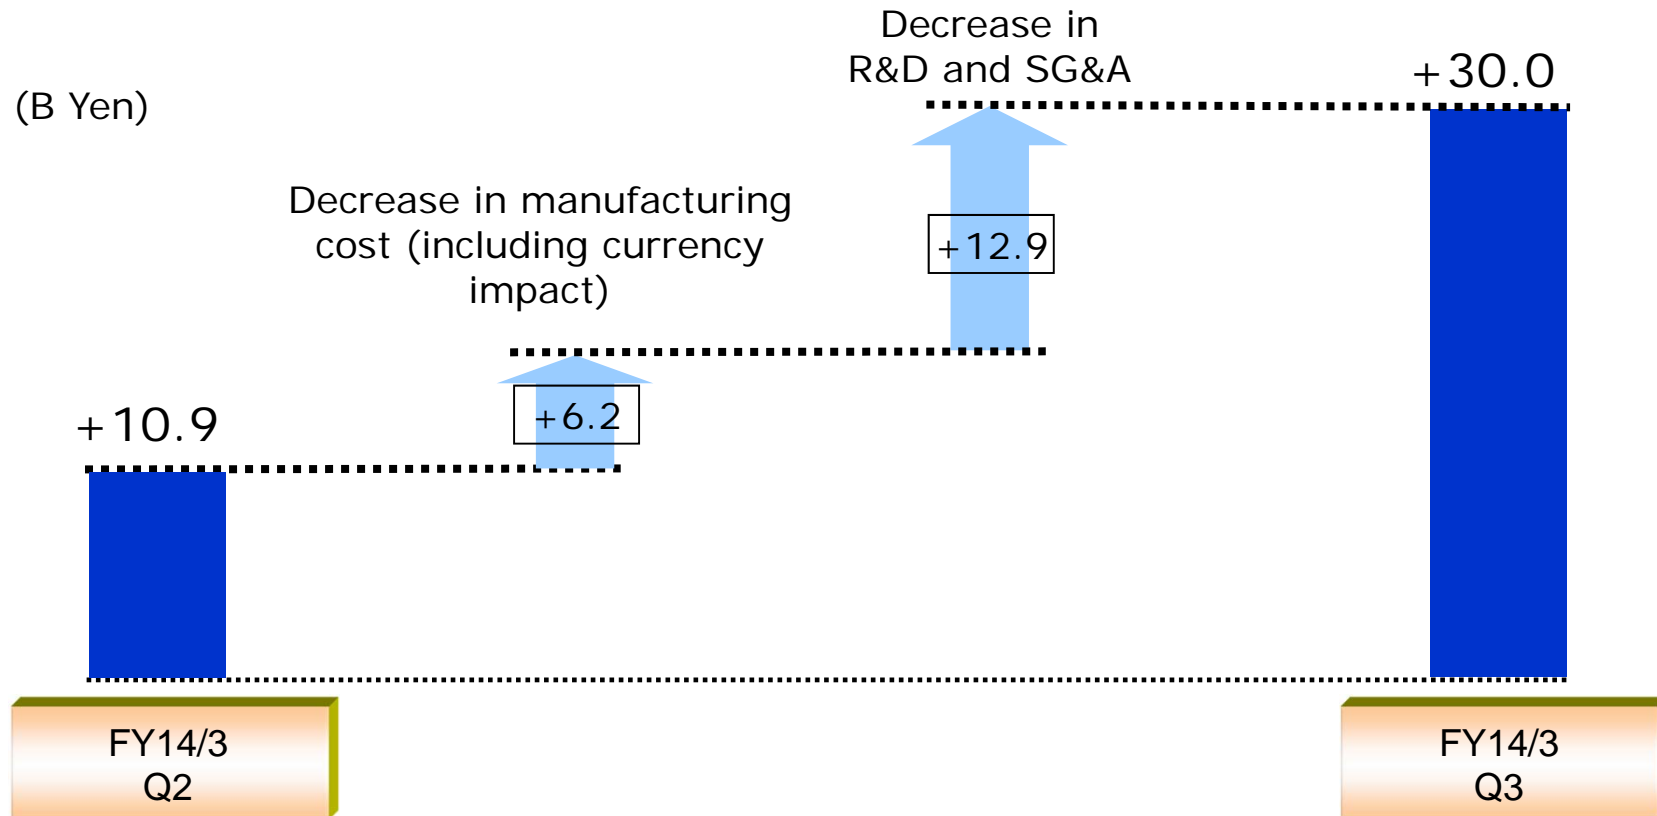 (B Yen)
Decrease in
R&D and SG&A
+30.0
Decrease in manufacturing
cost (including currency
impact)
+12.9
+10.9
+6.2
FY14/3
Q2
FY14/3
Q3